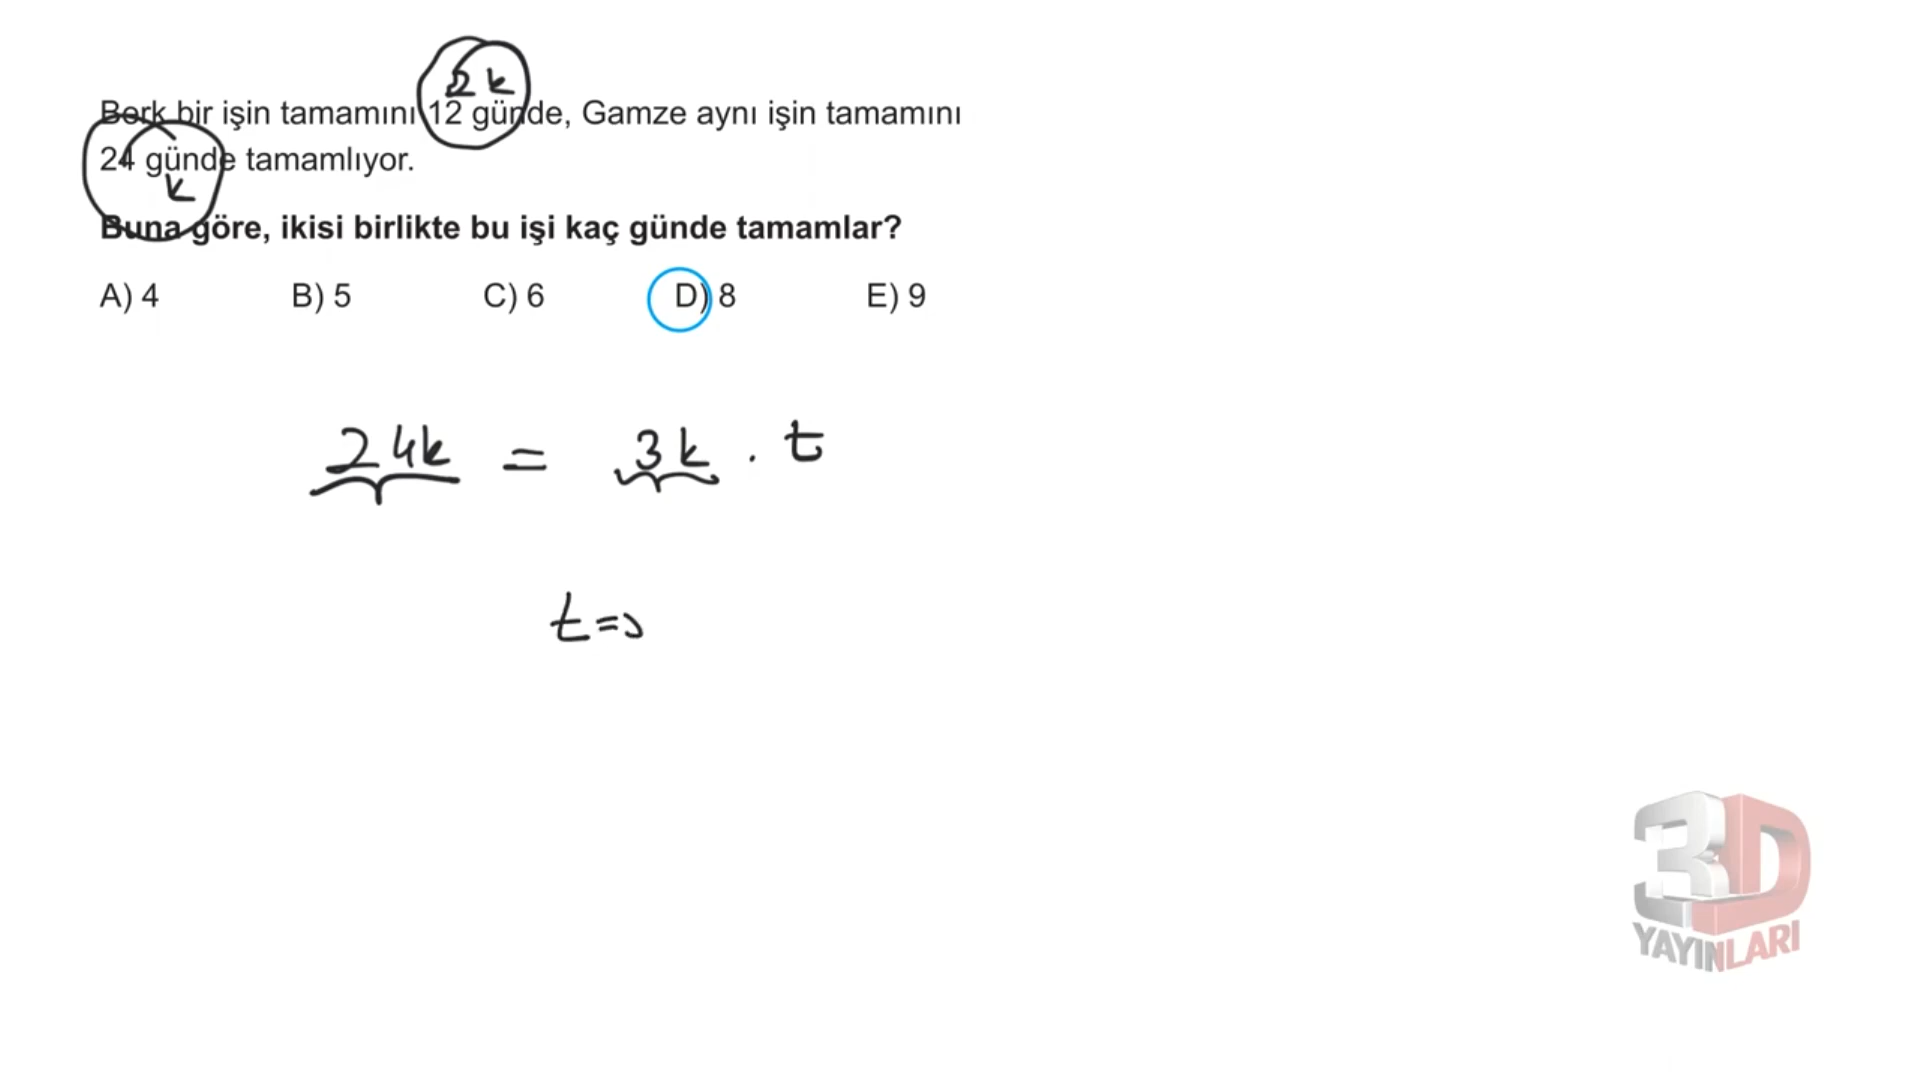 2k
Berk bir işin tamamını 12 günde, Gamze aynı işin tamamını
24 günde tamamlıyor.
k
Buna göre, ikisi birlikte bu işi kaç günde tamamlar?
A) 4 B) 5 C) 6 D) 8 E) 9
24k = 3k . t
t =
3D
YAYINLARI